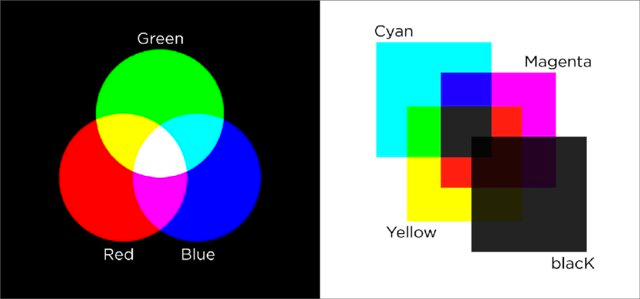 Green
Red
Blue
Cyan
Magenta
Yellow
blacK